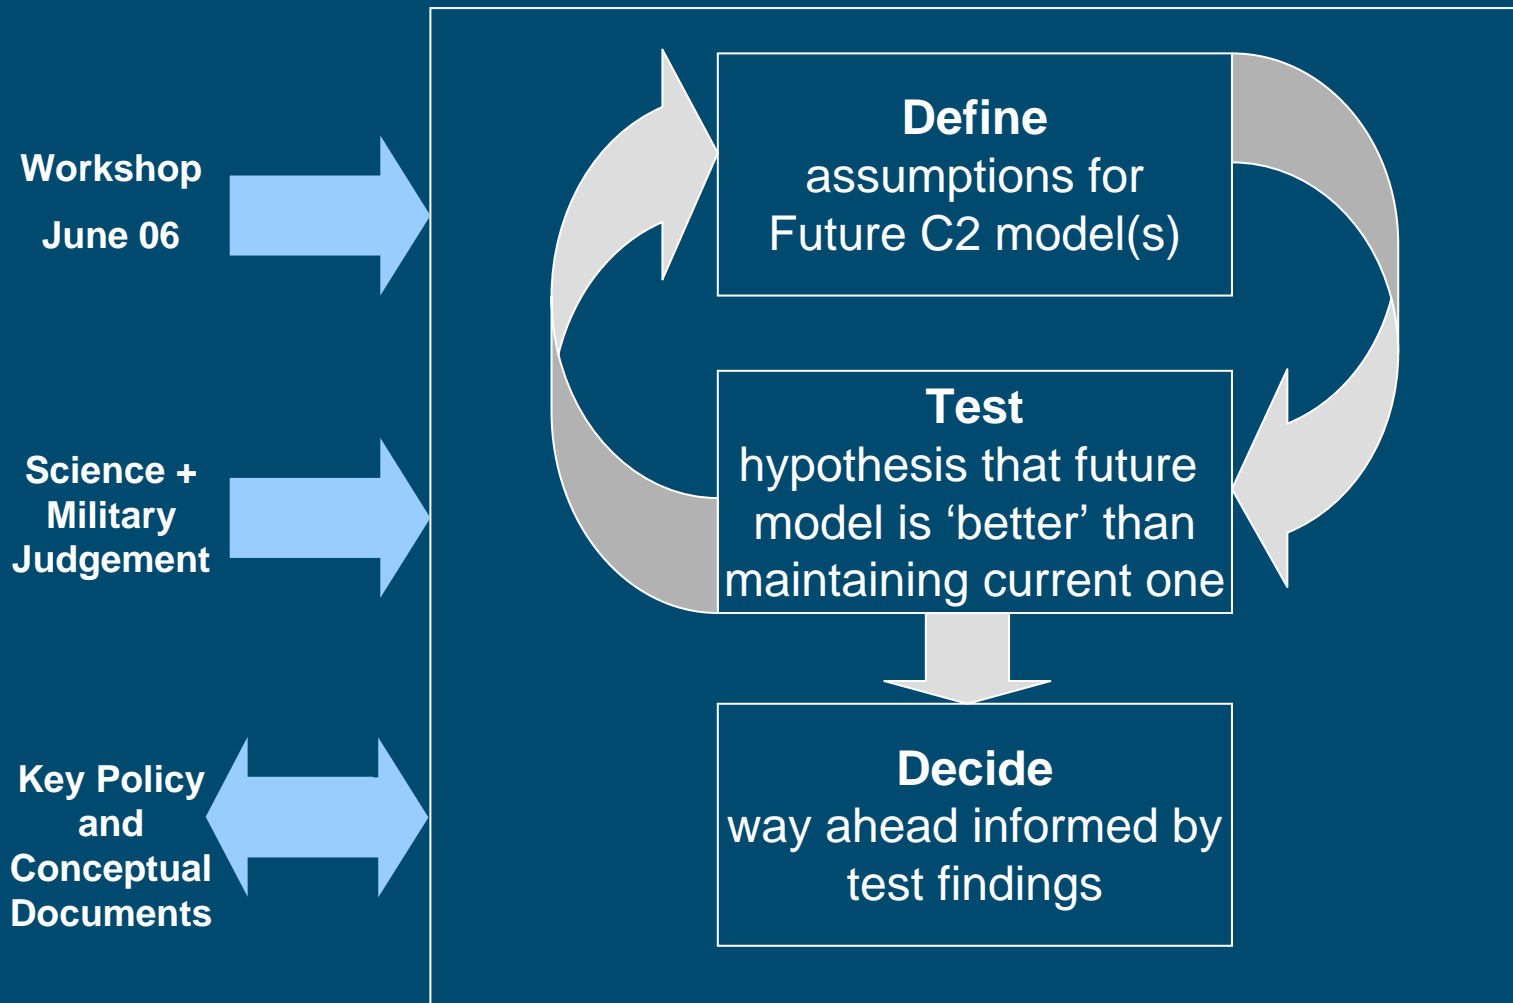 Workshop
June 06
Science +
Military
Judgement
Key Policy
and
Conceptual
Documents
Define
assumptions for
Future C2 model(s)
Test
hypothesis that future
model is ‘better’ than
maintaining current one
Decide
way ahead informed by
test findings